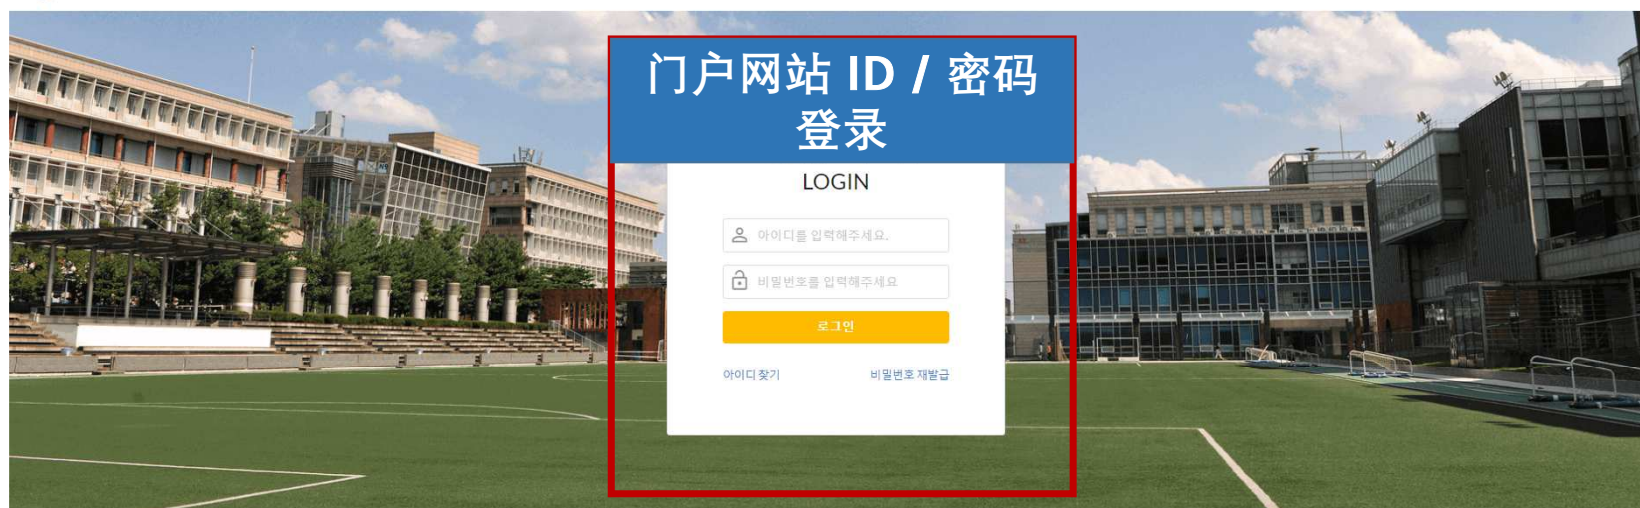 门户网站 ID / 密码
登录
LOGIN
아이디를 입력해주세요.
비밀번호를 입력해주세요
로그인
아이디 찾기
비밀번호 재발급